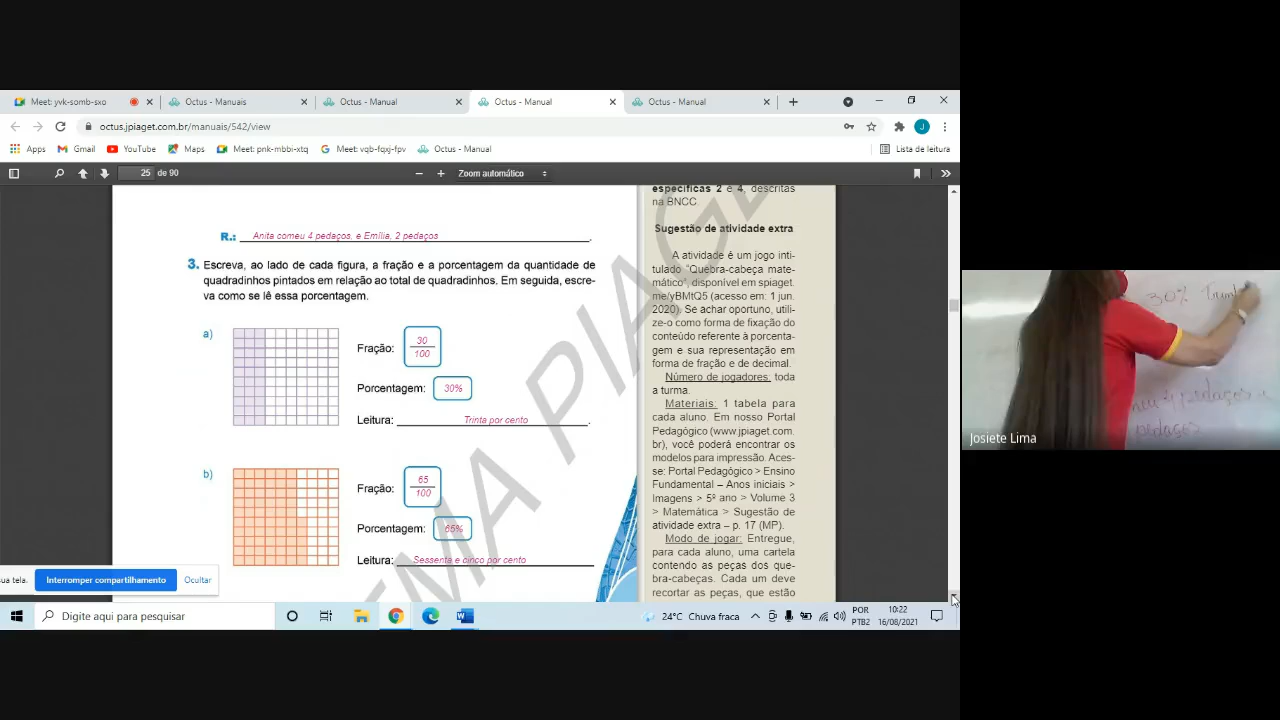 Meet: yvk-somb-sxo
Octus - Manuais
Octus - Manual
Octus - Manual
Octus - Manual
octus.jpiaget.com.br/manuais/542/view
J
Apps
Gmail
YouTube
Maps
Meet: pnk-mbbi-xtq
Meet: vqb-fqxj-fpv
Octus - Manual
Lista de leitura
25 de 90
Zoom automático
R.: Anita comeu 4 pedaços, e Emília, 2 pedaços.
3. Escreva, ao lado de cada figura, a fração e a porcentagem da quantidade de
quadradinhos pintados em relação ao total de quadradinhos. Em seguida, escre-
va como se lê essa porcentagem.
a)
Fração: 30
100
Porcentagem: 30%
Leitura: Trinta por cento.
b)
Fração: 65
100
Porcentagem: 65%
Leitura: Sessenta e cinco por cento
específicas 2 e 4, descritas
na BNCC.
Sugestão de atividade extra
A atividade é um jogo inti-
tulado "Quebra-cabeça mate-
mático", disponível em spiaget.
me/yBMtQ5 (acesso em: 1 jun.
2020). Se achar oportuno, utili-
ze-o como forma de fixação do
conteúdo referente à porcenta-
gem e sua representação em
forma de fração e de decimal.
Número de jogadores: toda
a turma.
Materiais: 1 tabela para
cada aluno. Em nosso Portal
Pedagógico (www.jpiaget.com.
br), você poderá encontrar os
modelos para impressão. Aces-
se: Portal Pedagógico > Ensino
Fundamental – Anos iniciais >
Imagens > 5º ano > Volume 3
> Matemática > Sugestão de
atividade extra – p. 17 (MP).
Modo de jogar: Entregue,
para cada aluno, uma cartela
contendo as peças dos que-
bra-cabeças. Cada um deve
recortar as peças, que estão
EMA PIAGE
sua tela.
Interromper compartilhamento
Ocultar
Digite aqui para pesquisar
24°C Chuva fraca
POR
PTB2
10:22
16/08/2021
30%
pedaços
pedaços
Josiete Lima